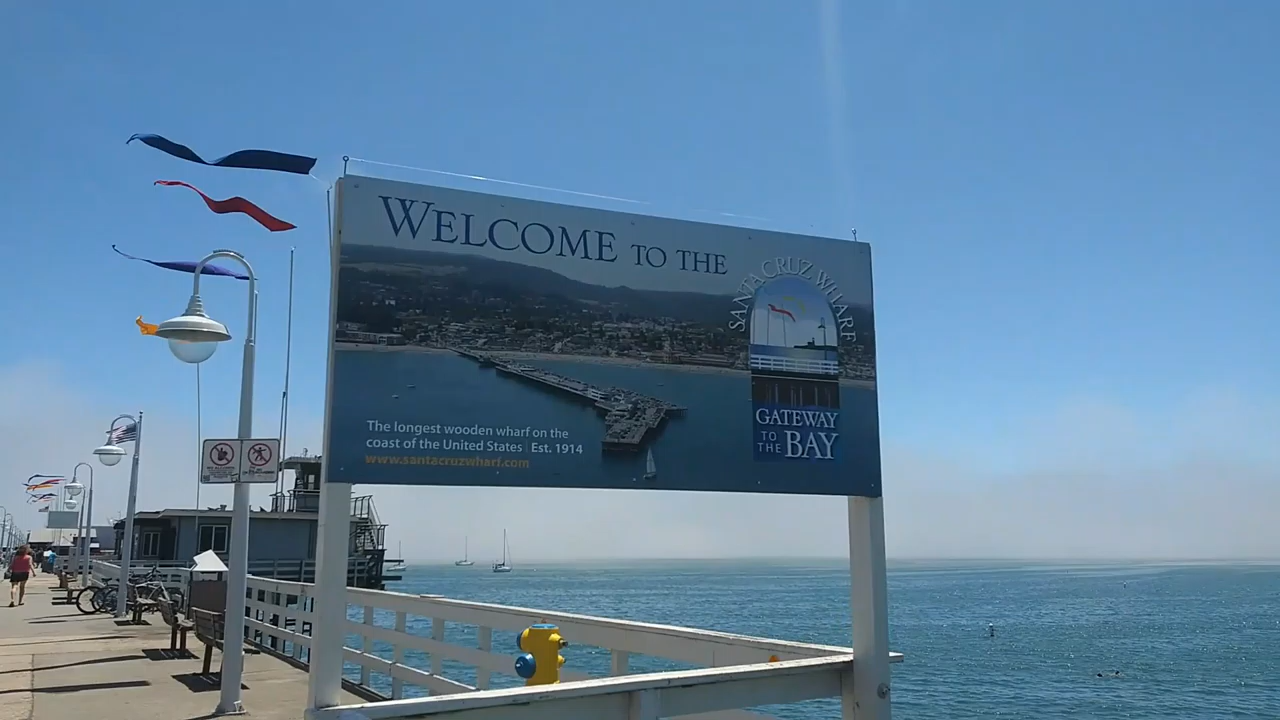 WELCOME TO THE
SANTA CRUZ WHARF
GATEWAY
TO THE
BAY
The longest wooden wharf on the
coast of the United States | Est. 1914
www.santacruzwharf.com